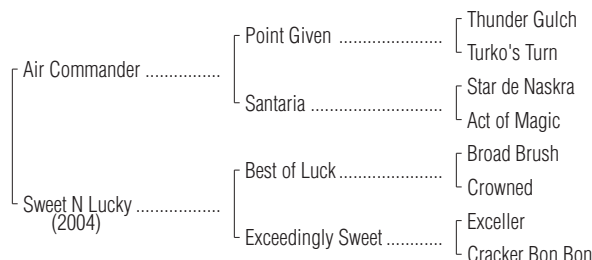 Thunder Gulch
Point Given ....................
Turko's Turn
Air Commander ...............
Star de Naskra
Santaria .........................
Act of Magic
Broad Brush
Best of Luck ....................
Crowned
Sweet N Lucky .................
(2004)
Exceller
Exceedingly Sweet ............
Cracker Bon Bon